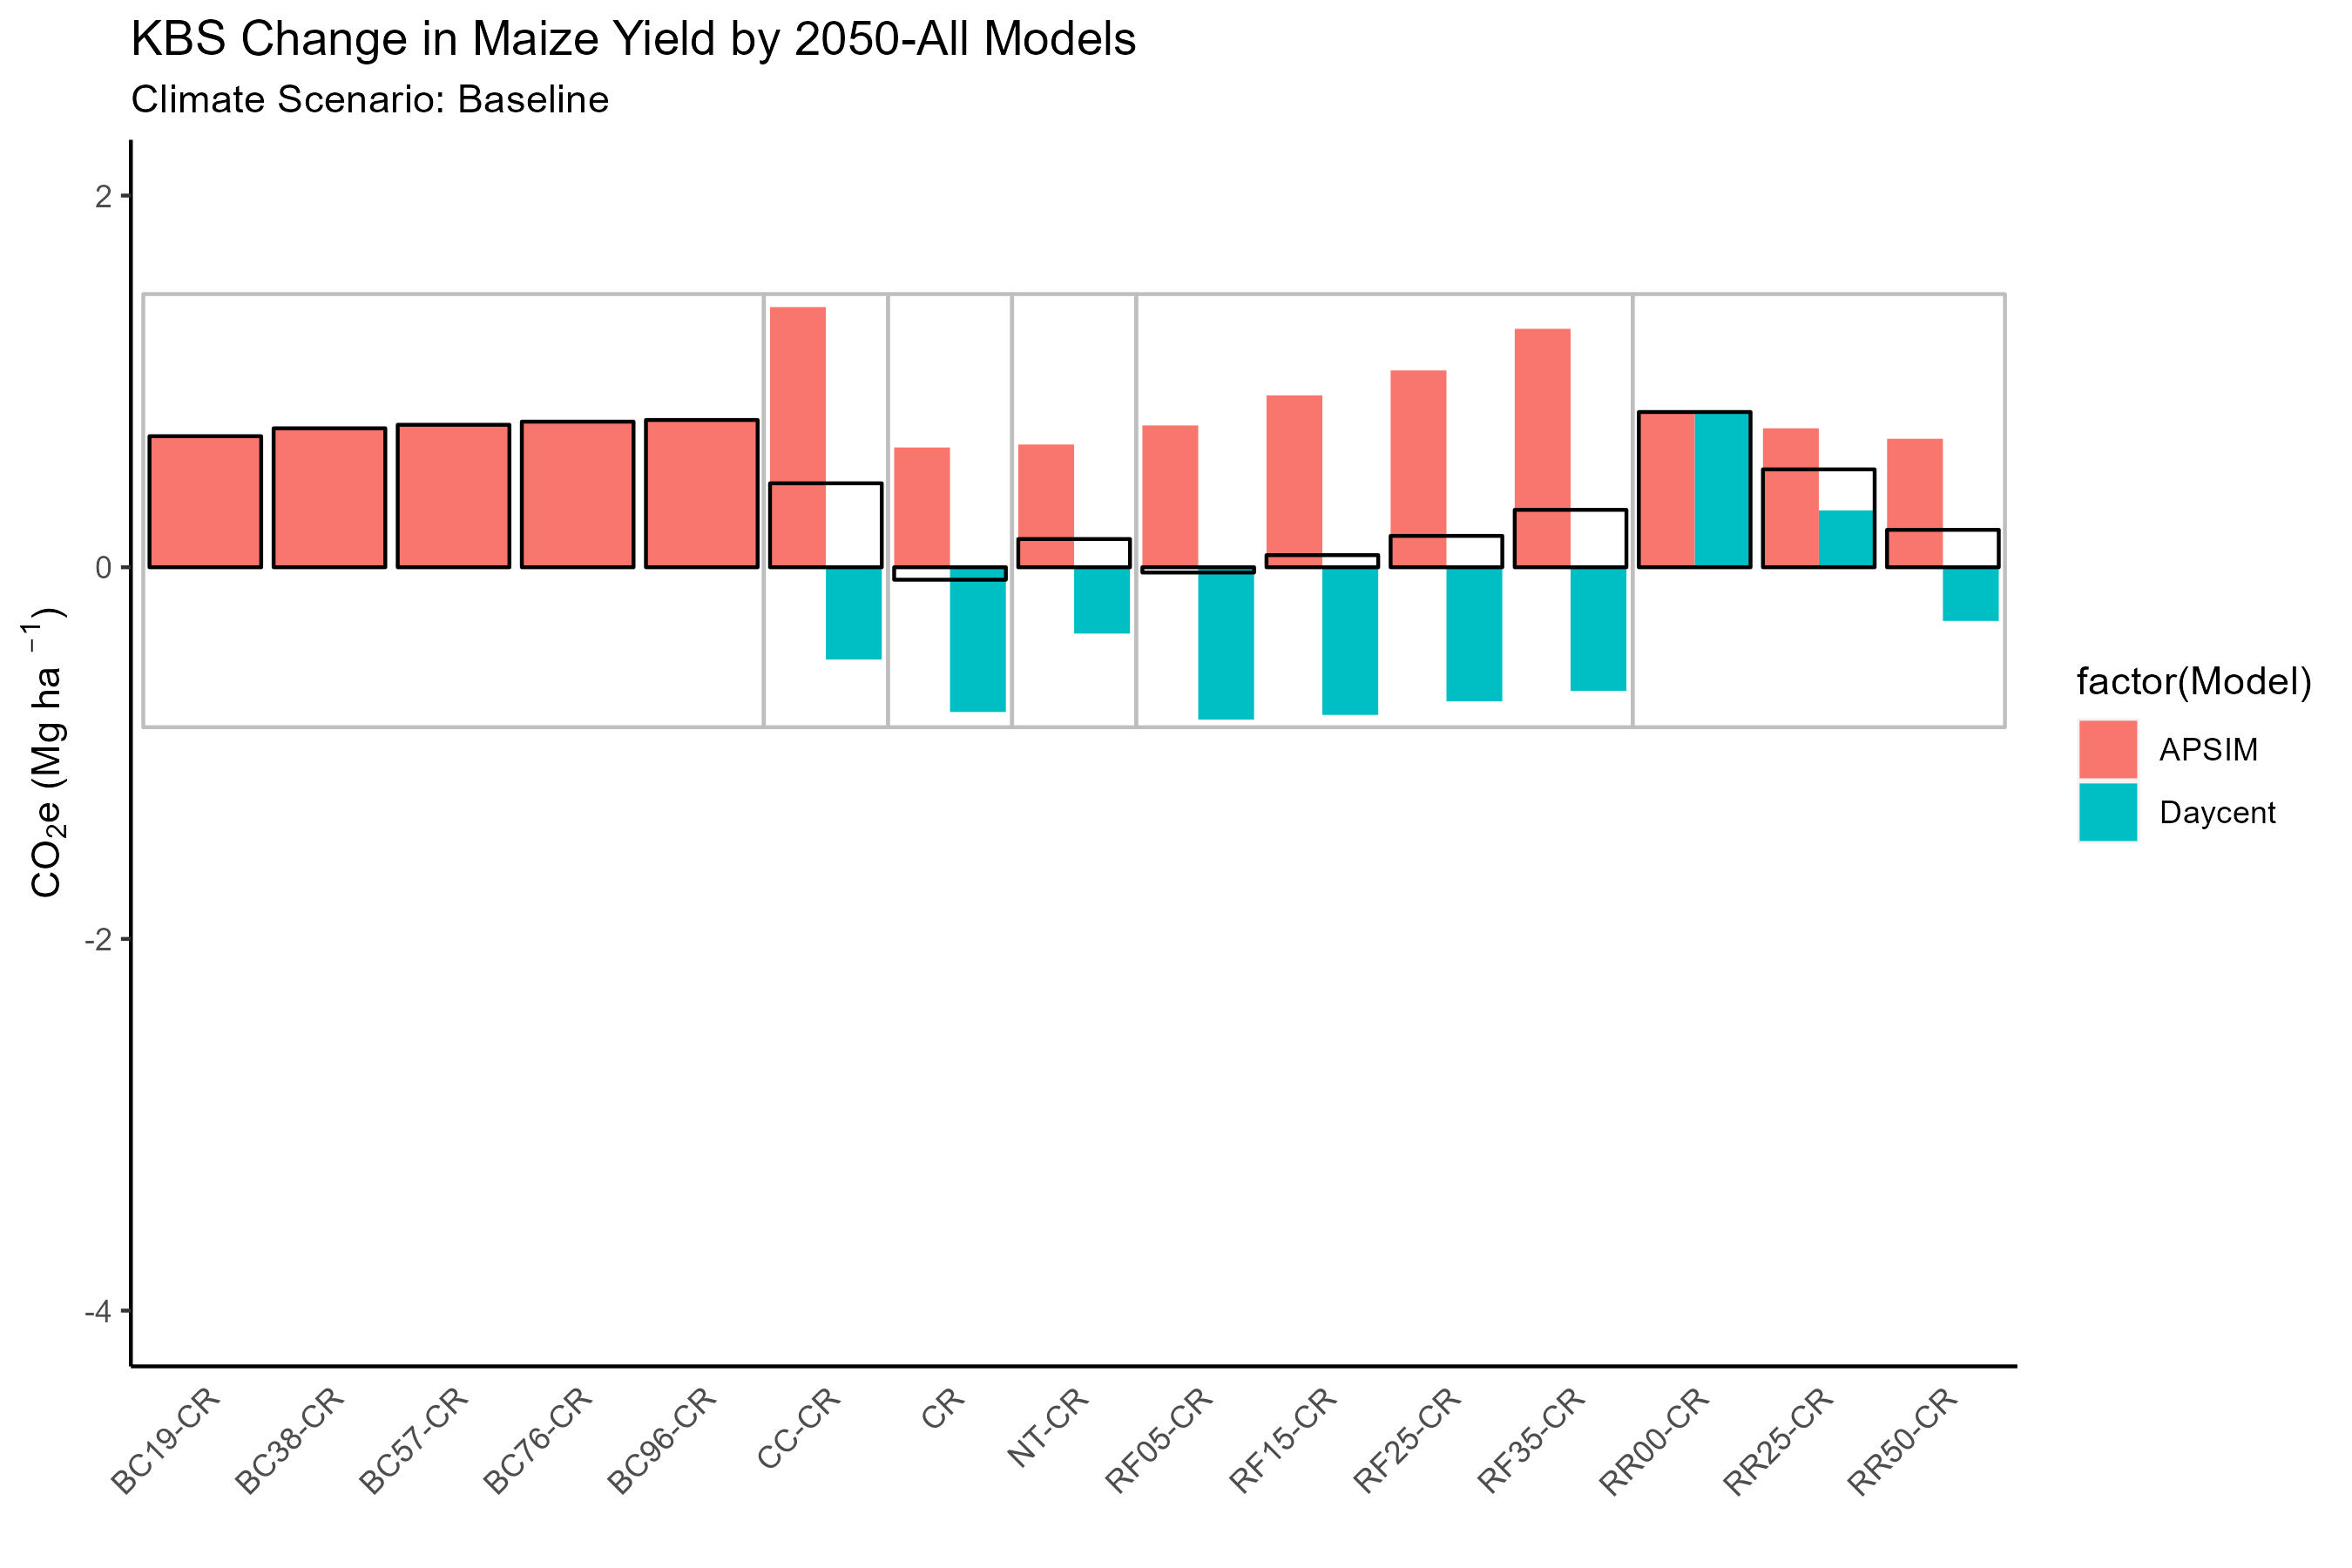 KBS Change in Maize Yield by 2050-All Models
Climate Scenario: Baseline
2
0
-2
-4
CO₂e (Mg ha ⁻¹)
BC19-CR
BC38-CR
BC57-CR
BC76-CR
BC96-CR
CC-CR
CR
NT-CR
RF05-CR
RF15-CR
RF25-CR
RF35-CR
RR00-CR
RR25-CR
RR50-CR
factor(Model)
APSIM
Daycent